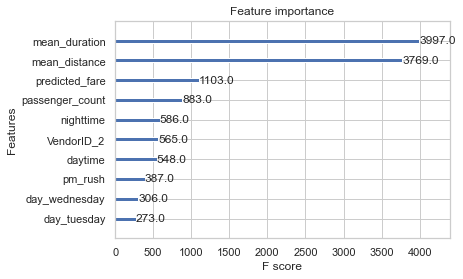 Feature importance
mean_duration 3997.0
mean_distance 3769.0
predicted_fare 1103.0
passenger_count 883.0
nighttime 586.0
VendorID_2 565.0
daytime 548.0
pm_rush 387.0
day_wednesday 306.0
day_tuesday 273.0
Features
0 500 1000 1500 2000 2500 3000 3500 4000
F score